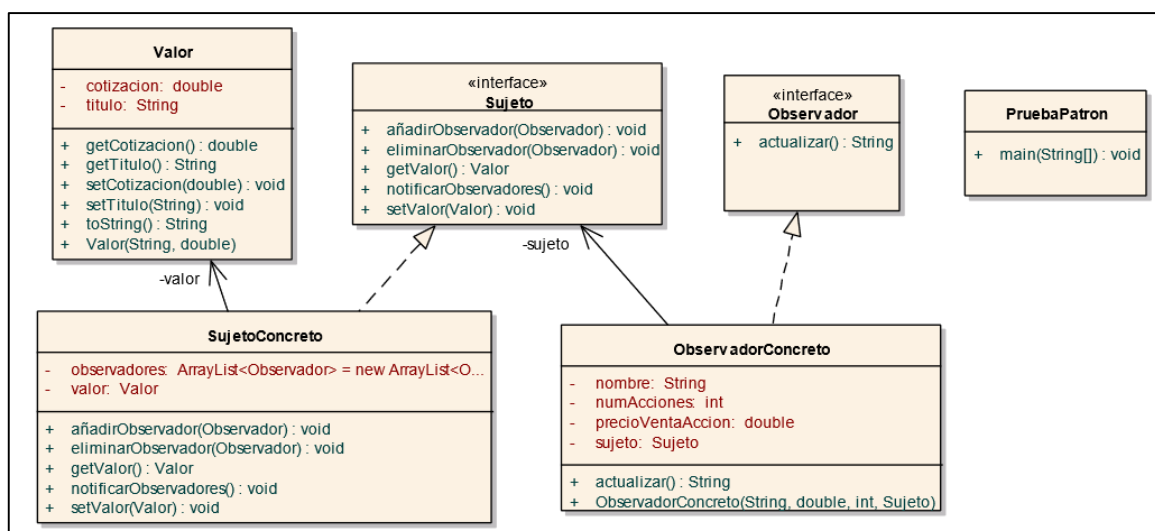 Valor
- cotizacion: double
- titulo: String
+ getCotizacion() : double
+ getTitulo() : String
+ setCotizacion(double) : void
+ setTitulo(String) : void
+ toString() : String
+ Valor(String, double)
«interface»
Sujeto
+ añadirObservador(Observador) : void
+ eliminarObservador(Observador) : void
+ getValor() : Valor
+ notificarObservadores() : void
+ setValor(Valor) : void
«interface»
Observador
+ actualizar() : String
PruebaPatron
+ main(String[]) : void
-valor
-sujeto
SujetoConcreto
- observadores: ArrayList<Observador> = new ArrayList<O...
- valor: Valor
+ añadirObservador(Observador) : void
+ eliminarObservador(Observador) : void
+ getValor() : Valor
+ notificarObservadores() : void
+ setValor(Valor) : void
ObservadorConcreto
- nombre: String
- numAcciones: int
- precioVentaAccion: double
- sujeto: Sujeto
+ actualizar() : String
+ ObservadorConcreto(String, double, int, Sujeto)